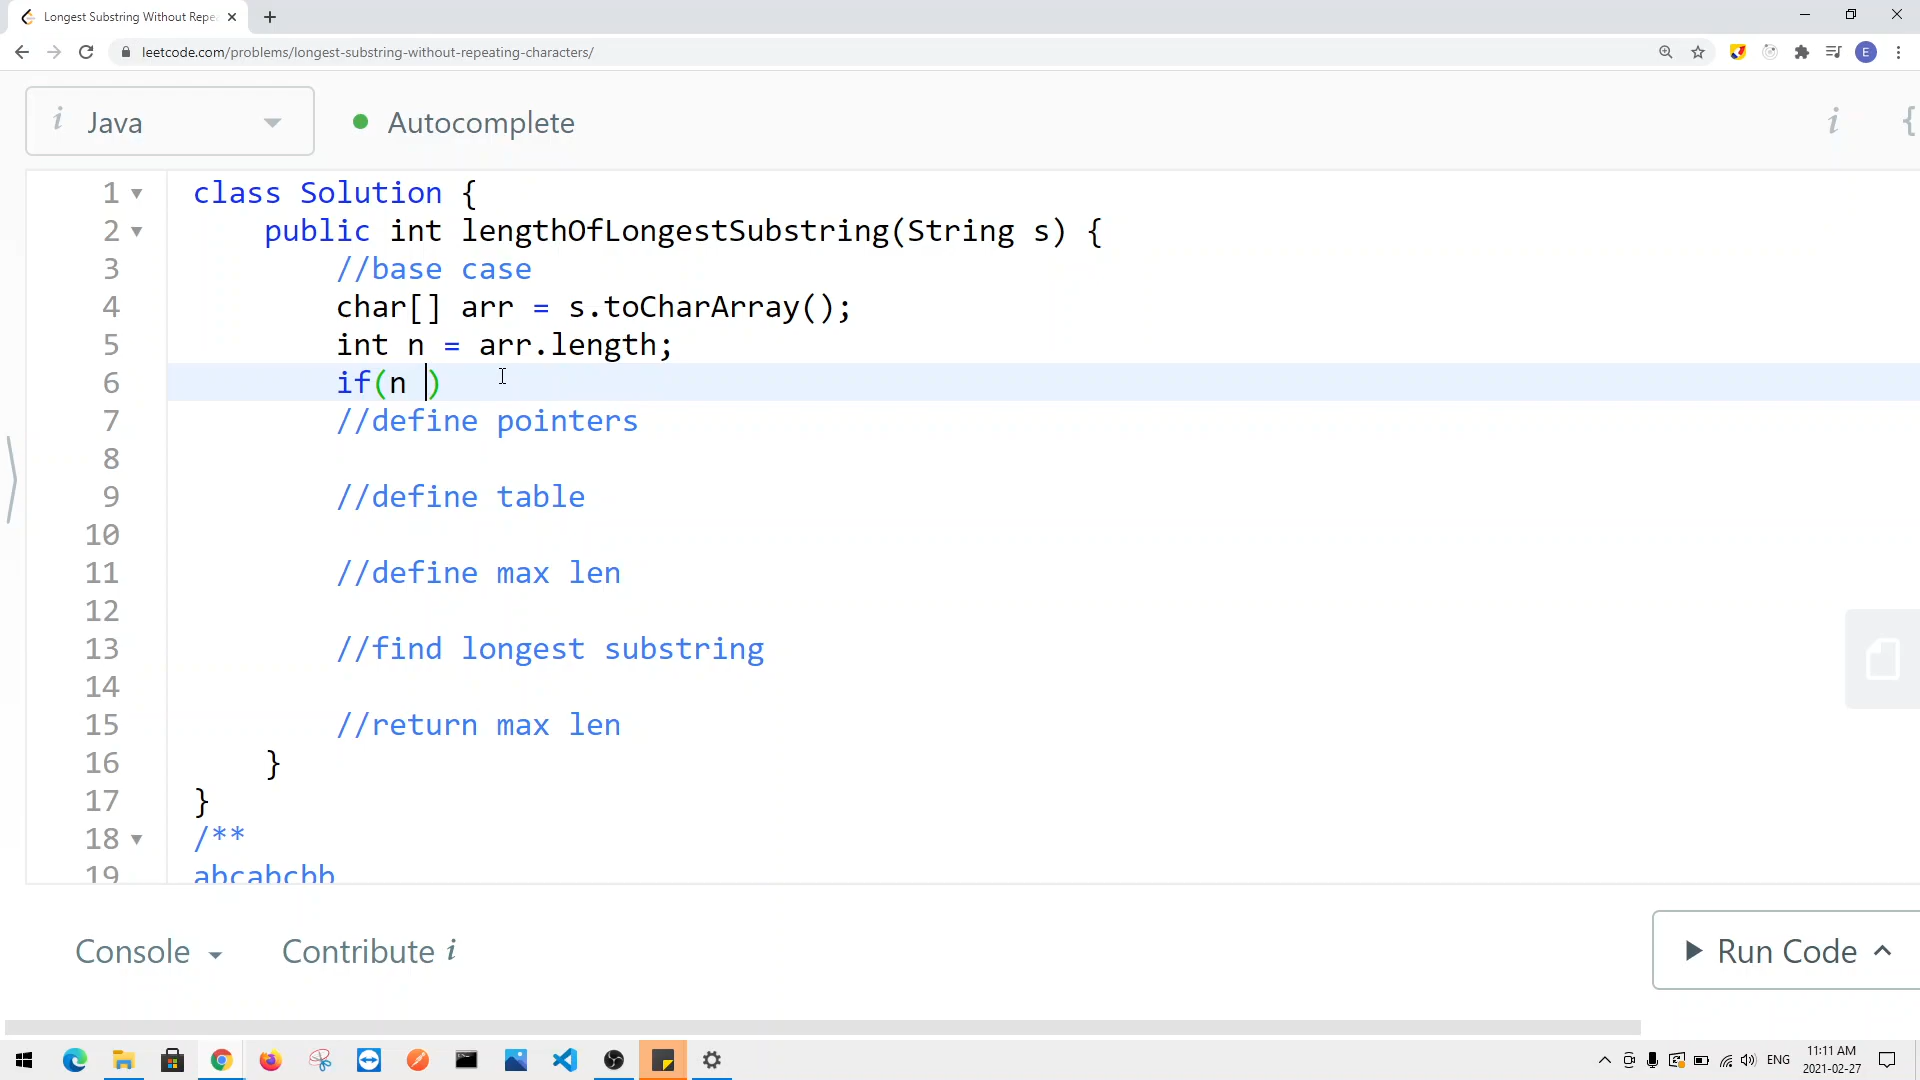 Longest Substring Without Repe
leetcode.com/problems/longest-substring-without-repeating-characters/
E
i Java
Autocomplete
i {
1 class Solution {
2 public int lengthOfLongestSubstring(String s) {
3 //base case
4 char[] arr = s.toCharArray();
5 int n = arr.length;
6 if(n )
7 //define pointers
8
9 //define table
10
11 //define max len
12
13 //find longest substring
14
15 //return max len
16 }
17 }
18 /**
19 abcabcbb
Console
Contribute i
Run Code
ENG
11:11 AM
2021-02-27